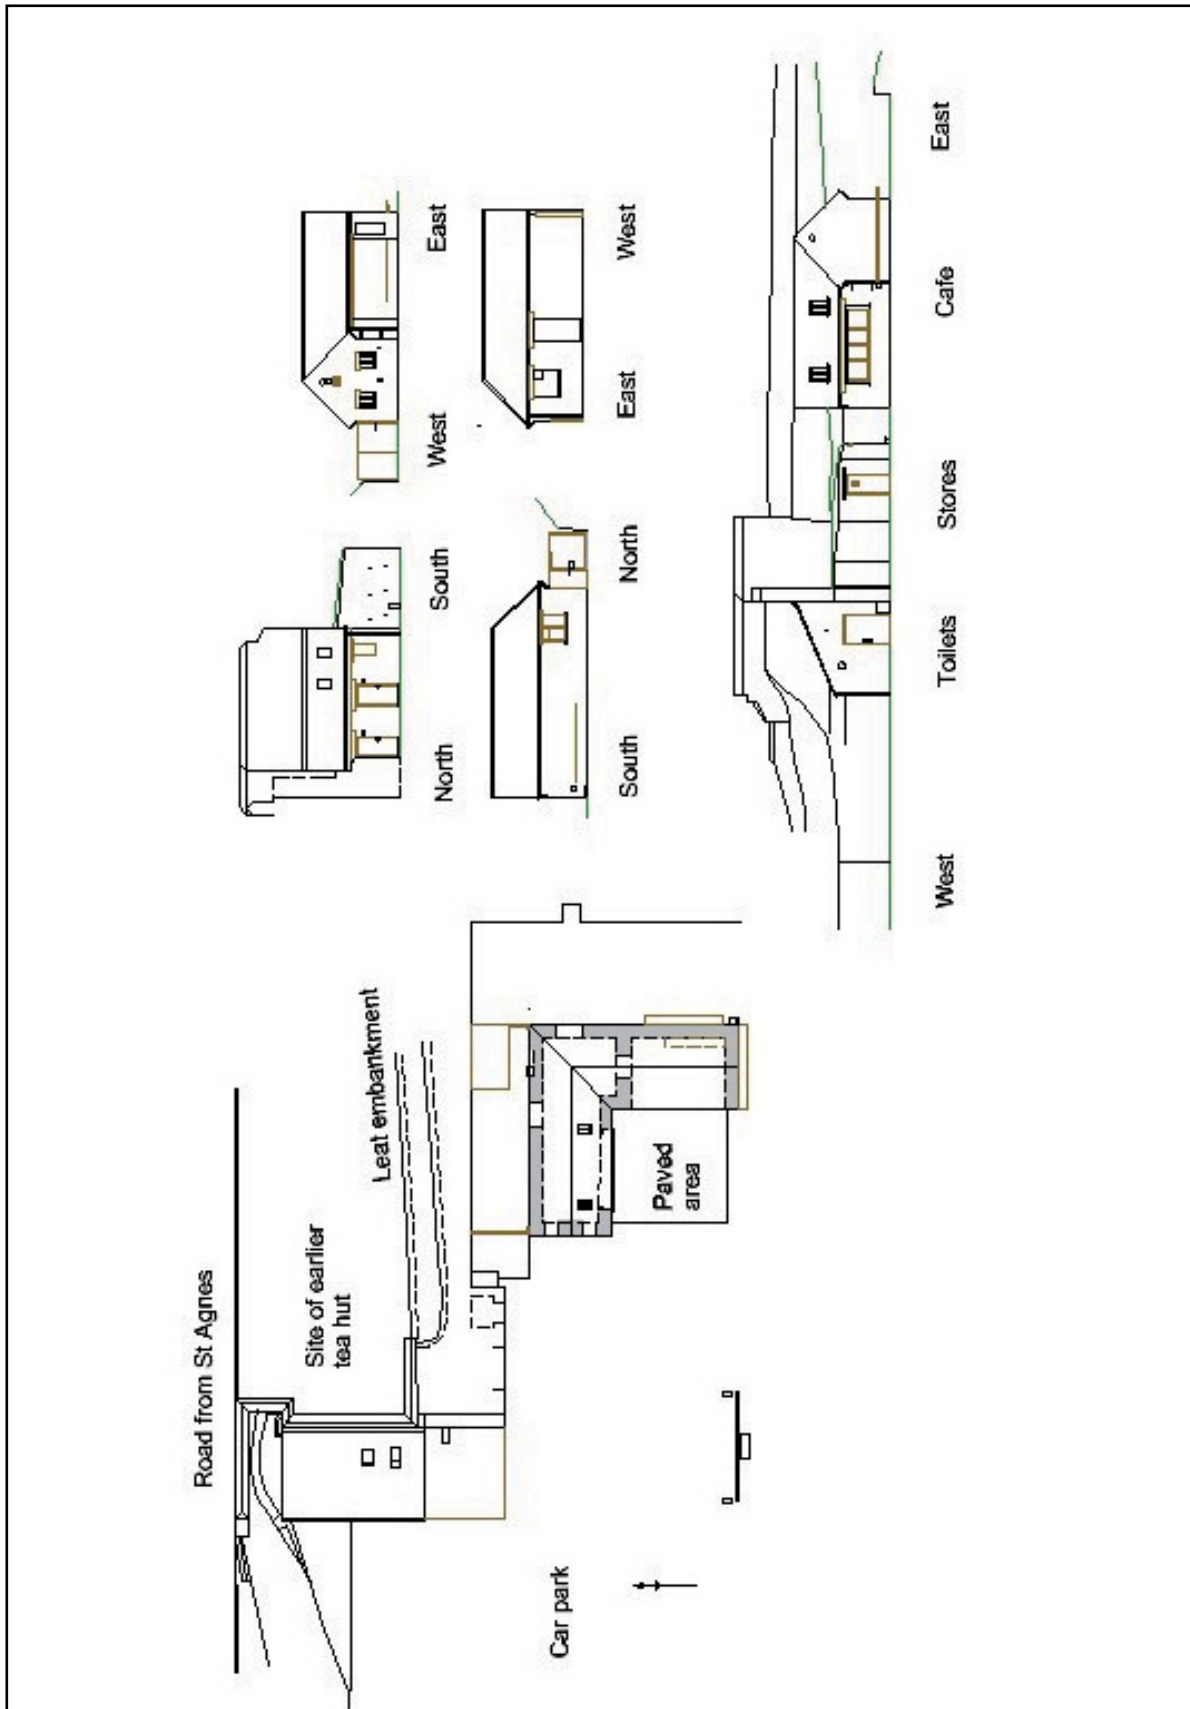 Road from St Agnes
Site of earlier
tea hut
Leat embankment
Paved
area
Car park
North
South
West
East
South
North
East
West
West
Toilets
Stores
Cafe
East